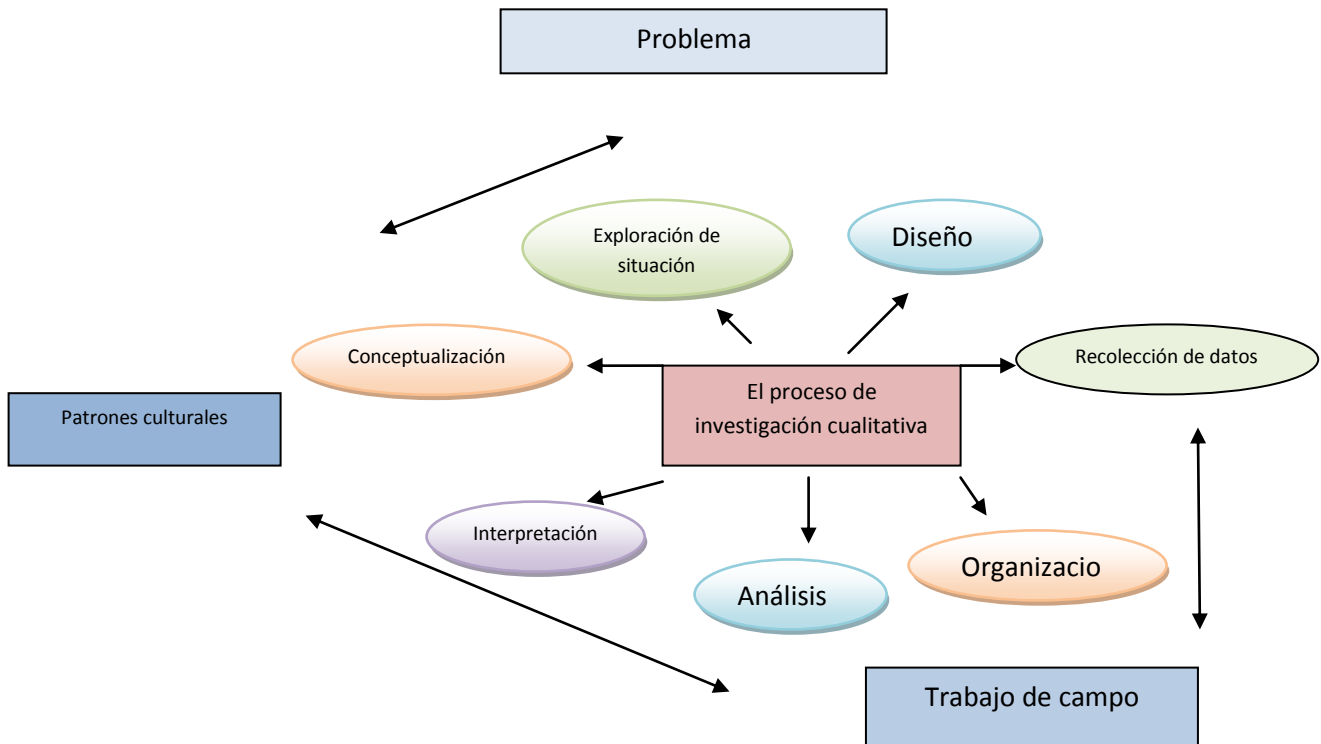 Problema
Exploración de
situación
Diseño
Conceptualización
Recolección de datos
El proceso de
investigación cualitativa
Patrones culturales
Interpretación
Organizacio
Análisis
Trabajo de campo